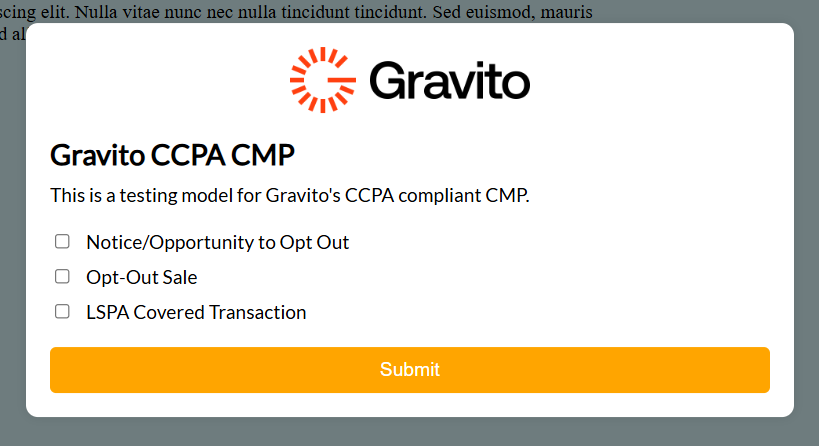 scing elit. Nulla vitae nunc nec nulla tincidunt tincidunt. Sed euismod, mauris
Gravito
Gravito CCPA CMP
This is a testing model for Gravito's CCPA compliant CMP.
Notice/Opportunity to Opt Out
Opt-Out Sale
LSPA Covered Transaction
Submit